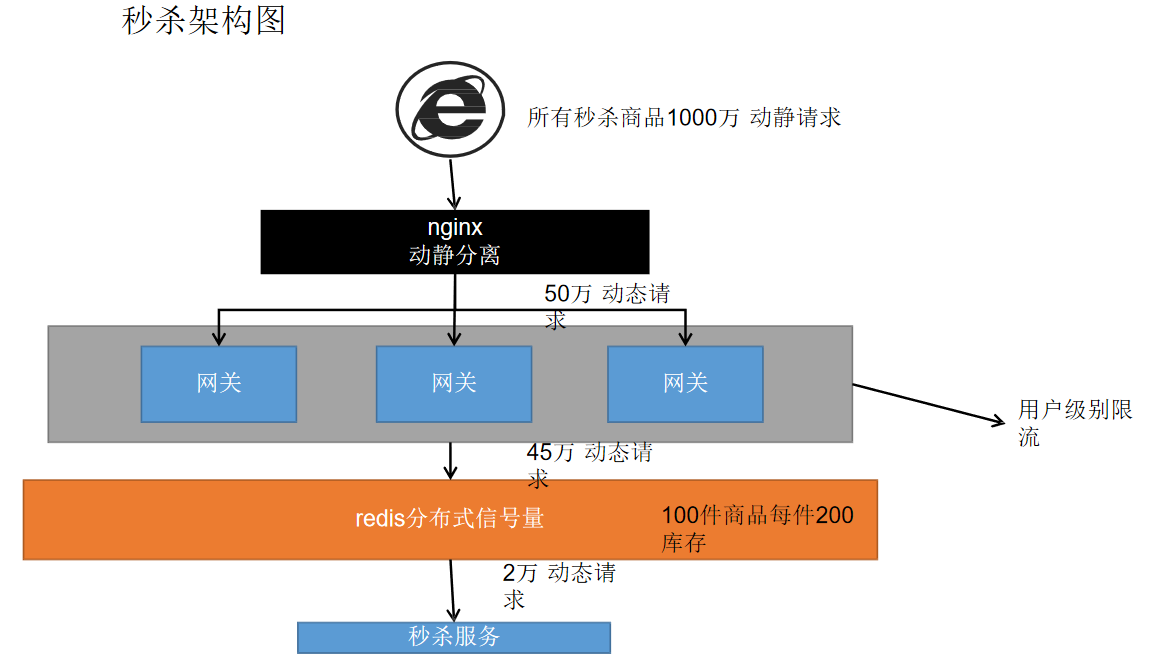 秒杀架构图
所有秒杀商品1000万 动静请求
nginx
动静分离
50万 动态请
求
网关
网关
网关
用户级别限
流
45万 动态请
求
redis分布式信号量
100件商品每件200
库存
2万 动态请
求
秒杀服务